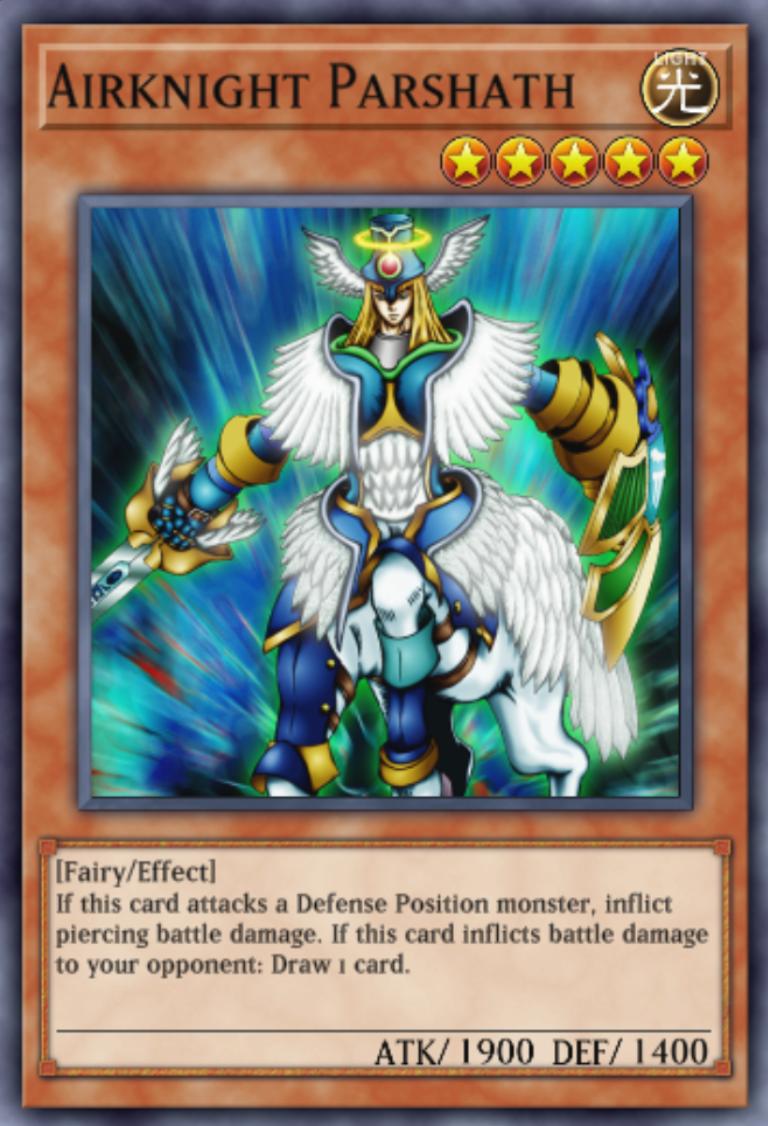 AIRKNIGHT PARSHATH
LIGHT
光
[Fairy/Effect]
If this card attacks a Defense Position monster, inflict
piercing battle damage. If this card inflicts battle damage
to your opponent: Draw 1 card.
ATK/ 1900 DEF/ 1400